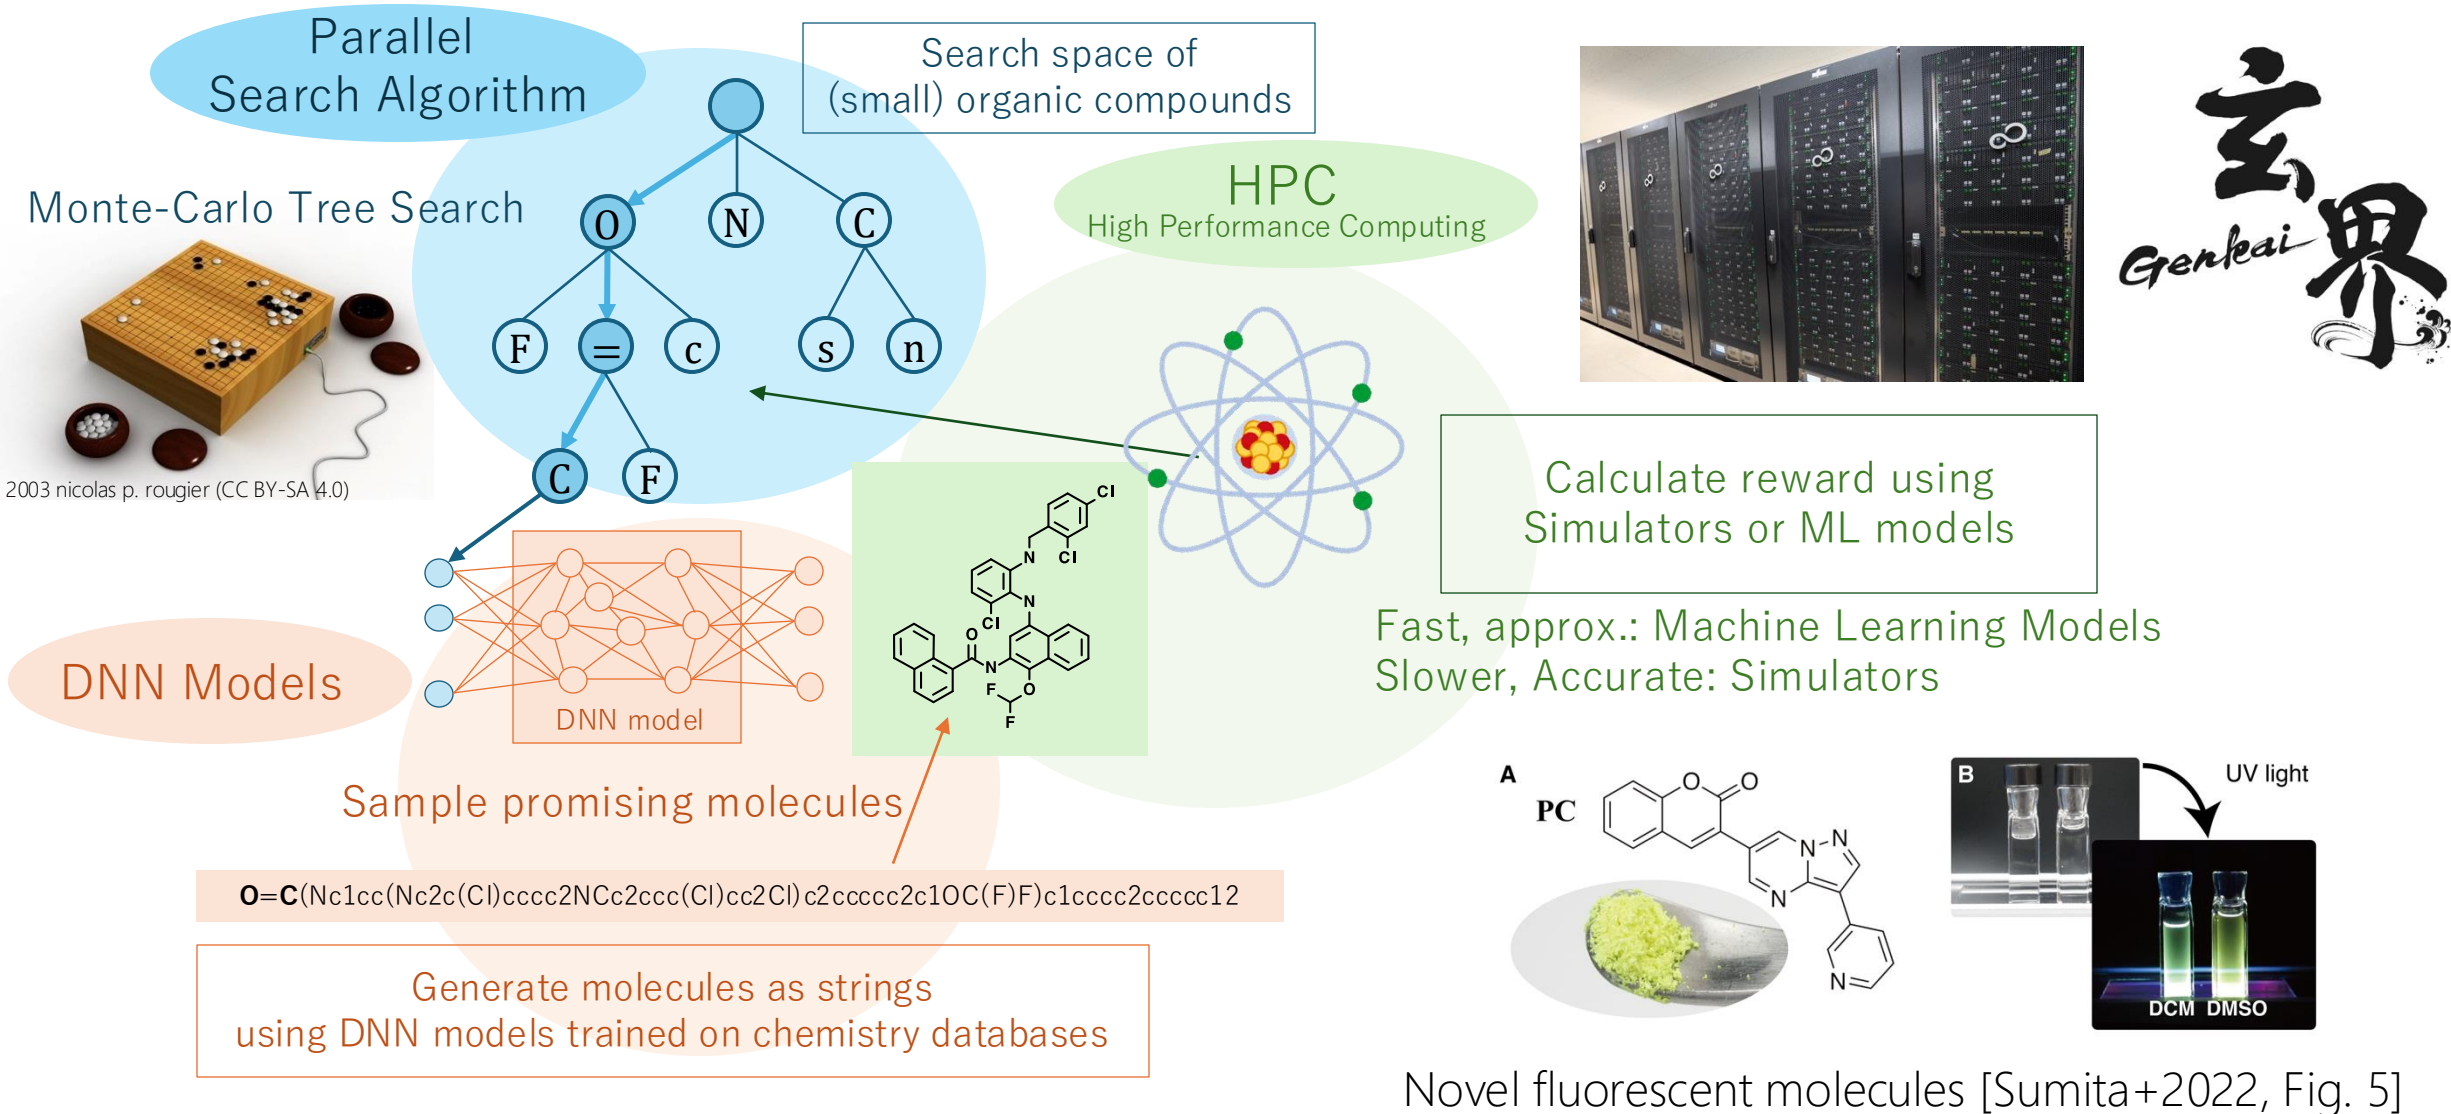 Parallel
Search Algorithm
Search space of
(small) organic compounds
Monte-Carlo Tree Search
O
N
C
F
=
c
s
n
C
F
2003 nicolas p. rougier (CC BY-SA 4.0)
HPC
High Performance Computing
玄界
Genkai
Calculate reward using
Simulators or ML models
Fast, approx.: Machine Learning Models
Slower, Accurate: Simulators
DNN Models
DNN model
Cl
N
Cl
N
Cl
O
N
F
O
F
Sample promising molecules
O=C(Nc1cc(Nc2c(Cl)cccc2NCc2ccc(Cl)cc2Cl)c2ccccc2c1OC(F)F)c1cccc2ccccc12
Generate molecules as strings
using DNN models trained on chemistry databases
A
PC
O
O
N
N
N
N
B
UV light
DCM DMSO
Novel fluorescent molecules [Sumita+2022, Fig. 5]